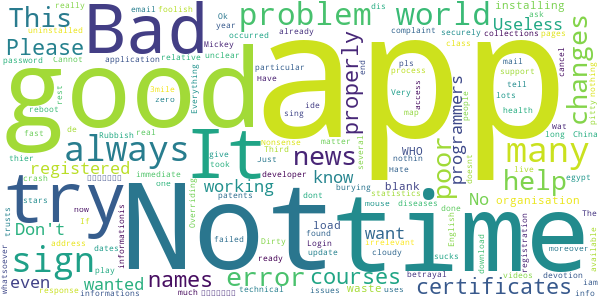 This Bad problem world installing
really email foolish dis Ok year ask
Please uninstalled occurred already Useless
password Cannot application relative complaint securely collections pages
Mickey unclear particular class tell changes
good app
reboot rest zero Everything end Have cancel
fast crash Very sing ide pls process map access mail support lots health pitty nothing
It properly poor programmers people
always news many
thier de Rubbish real nonsense matter Third several WHO wat China
registered give took Just developer know nothin Hate doesnt live egypt
try Not time help
working burying blank No organisation
immediate one stars trusts Don't now If
Overriding patents dont mouse diseases statistics English done The
sign failed Dirty load found Login update want
even wanted names error courses certificates
address dates play information informations whatsoever
response much technical ready issues waste uses cloudy irrelevant sucks betrayal
download registration videos devotion moreover available iam info